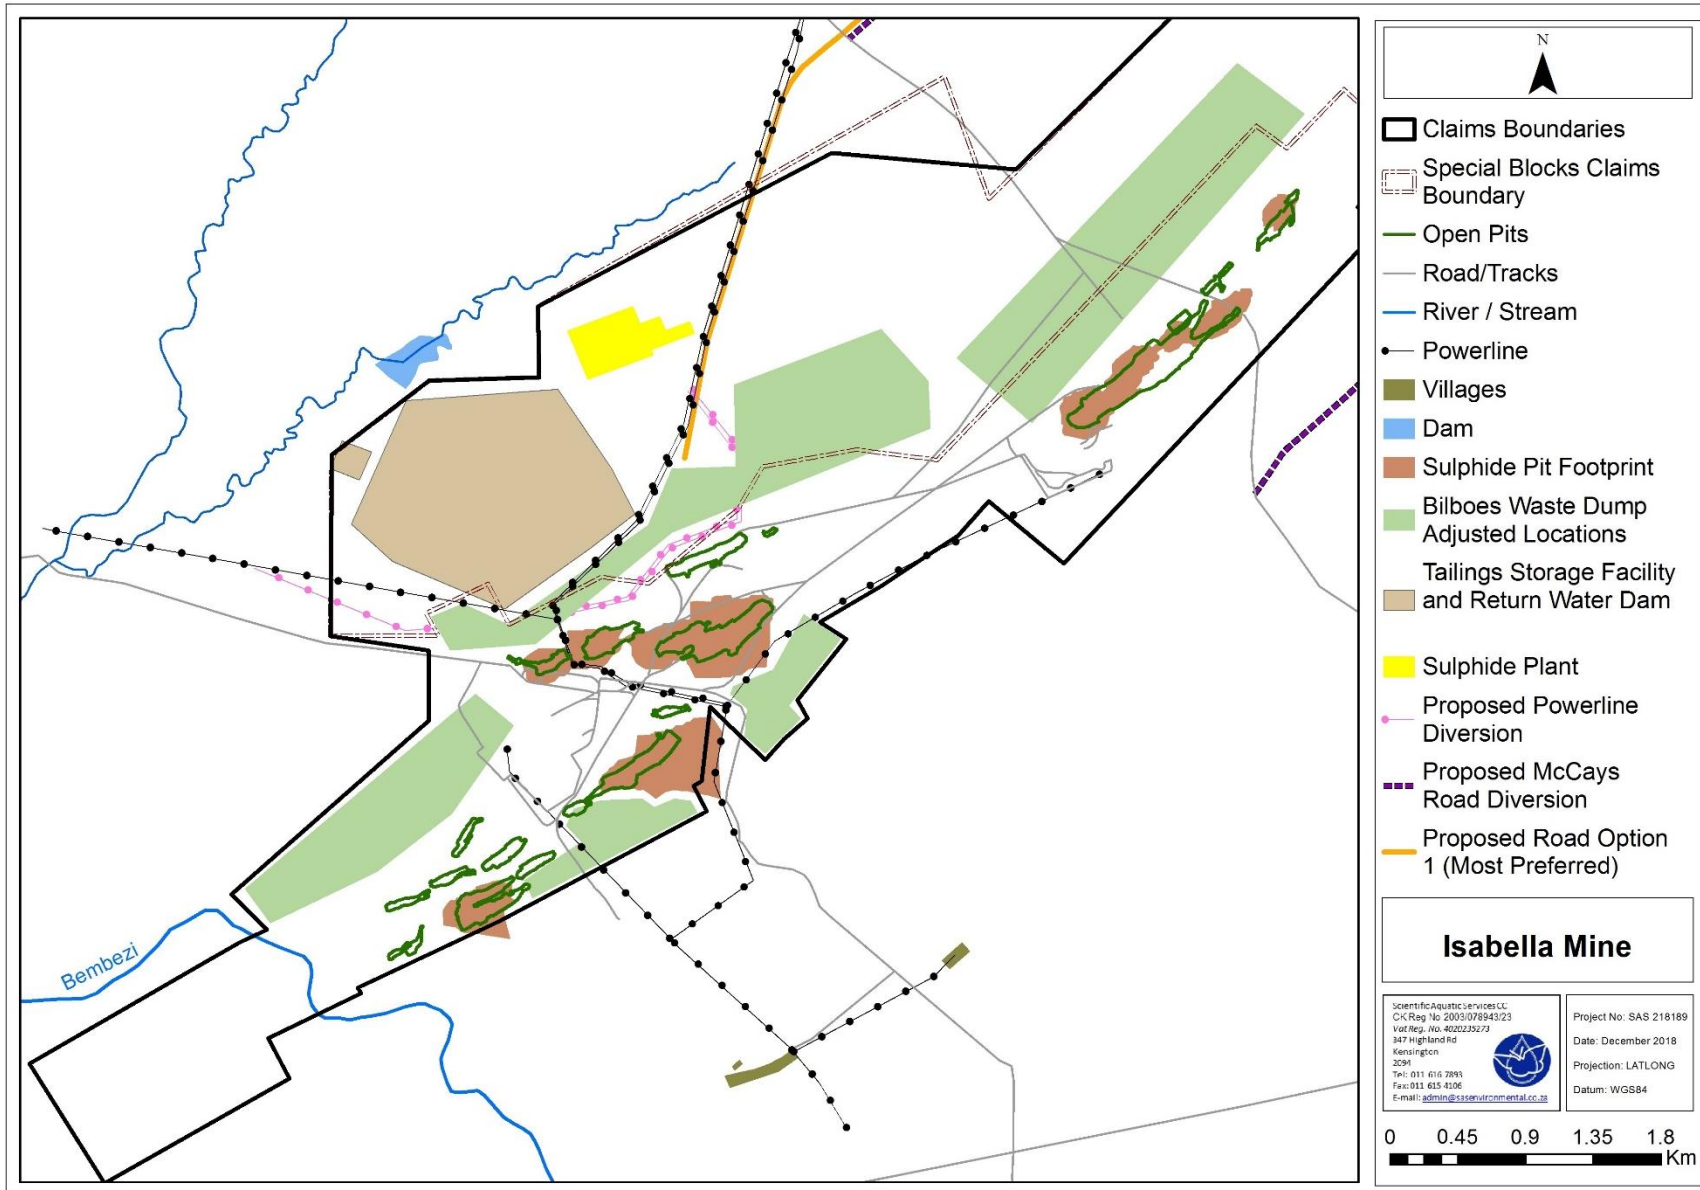 Bembezi
N
Claims Boundaries
Special Blocks Claims
Boundary
Open Pits
Road/Tracks
River / Stream
Powerline
Villages
Dam
Sulphide Pit Footprint
Bilboes Waste Dump
Adjusted Locations
Tailings Storage Facility
and Return Water Dam
Sulphide Plant
Proposed Powerline
Diversion
Proposed McCays
Road Diversion
Proposed Road Option
1 (Most Preferred)
Isabella Mine
Scientific Aquatic Services CC
CK Reg No 2003/078943/23
Vat Reg. No. 4020235273
347 Highland Rd
Kensington
2094
Tel: 011 616 7893
Fax: 011 615 4106
E-mail: admin@sasenvironmental.co.za
Project No: SAS 218189
Date: December 2018
Projection: LATLONG
Datum: WGS84
0 0.45 0.9 1.35 1.8
Km